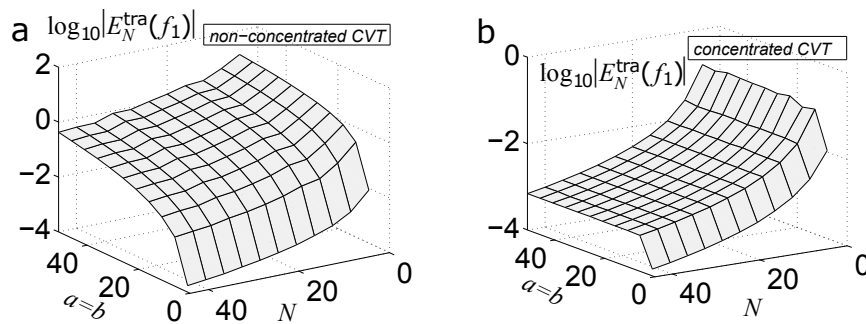 a
log₁₀|E_N^tra(f₁)|
non-concentrated CVT
2
0
−2
−4
40
20
0
a=b
40
20
0
N
b
concentrated CVT
log₁₀|E_N^tra(f₁)|
0
−2
−4
40
20
0
a=b
40
20
0
N